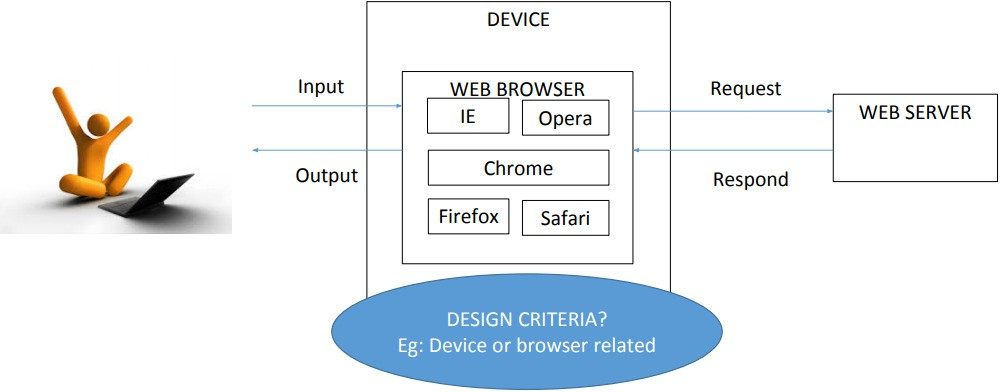 DEVICE
Input
WEB BROWSER
Request
IE
Opera
WEB SERVER
Chrome
Output
Respond
Firefox
Safari
DESIGN CRITERIA?
Eg: Device or browser related